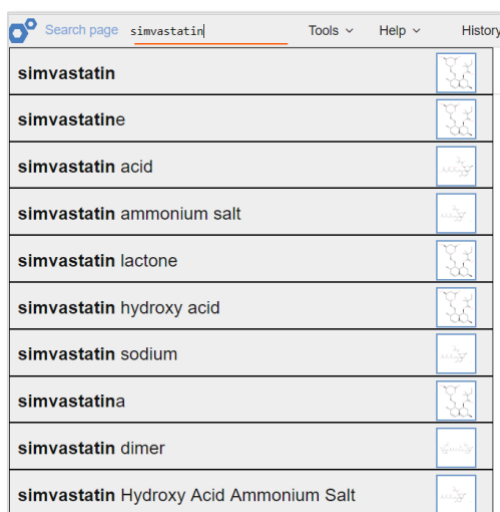 Search page simvastatin Tools Help History
simvastatin
simvastatine
simvastatin acid
simvastatin ammonium salt
simvastatin lactone
simvastatin hydroxy acid
simvastatin sodium
simvastatina
simvastatin dimer
simvastatin Hydroxy Acid Ammonium Salt